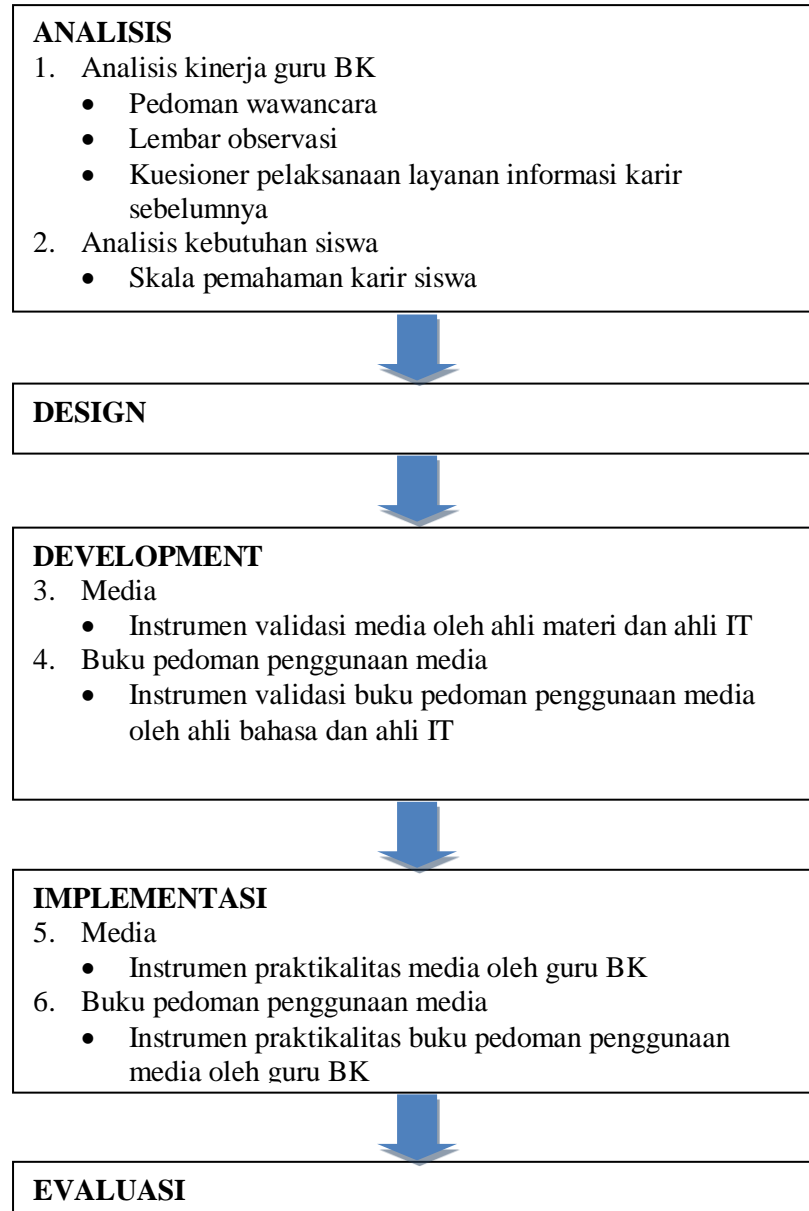 ANALISIS
1. Analisis kinerja guru BK
• Pedoman wawancara
• Lembar observasi
• Kuesioner pelaksanaan layanan informasi karir
sebelumnya
2. Analisis kebutuhan siswa
• Skala pemahaman karir siswa
DESIGN
DEVELOPMENT
3. Media
• Instrumen validasi media oleh ahli materi dan ahli IT
4. Buku pedoman penggunaan media
• Instrumen validasi buku pedoman penggunaan media
oleh ahli bahasa dan ahli IT
IMPLEMENTASI
5. Media
• Instrumen praktikalitas media oleh guru BK
6. Buku pedoman penggunaan media
• Instrumen praktikalitas buku pedoman penggunaan
media oleh guru BK
EVALUASI